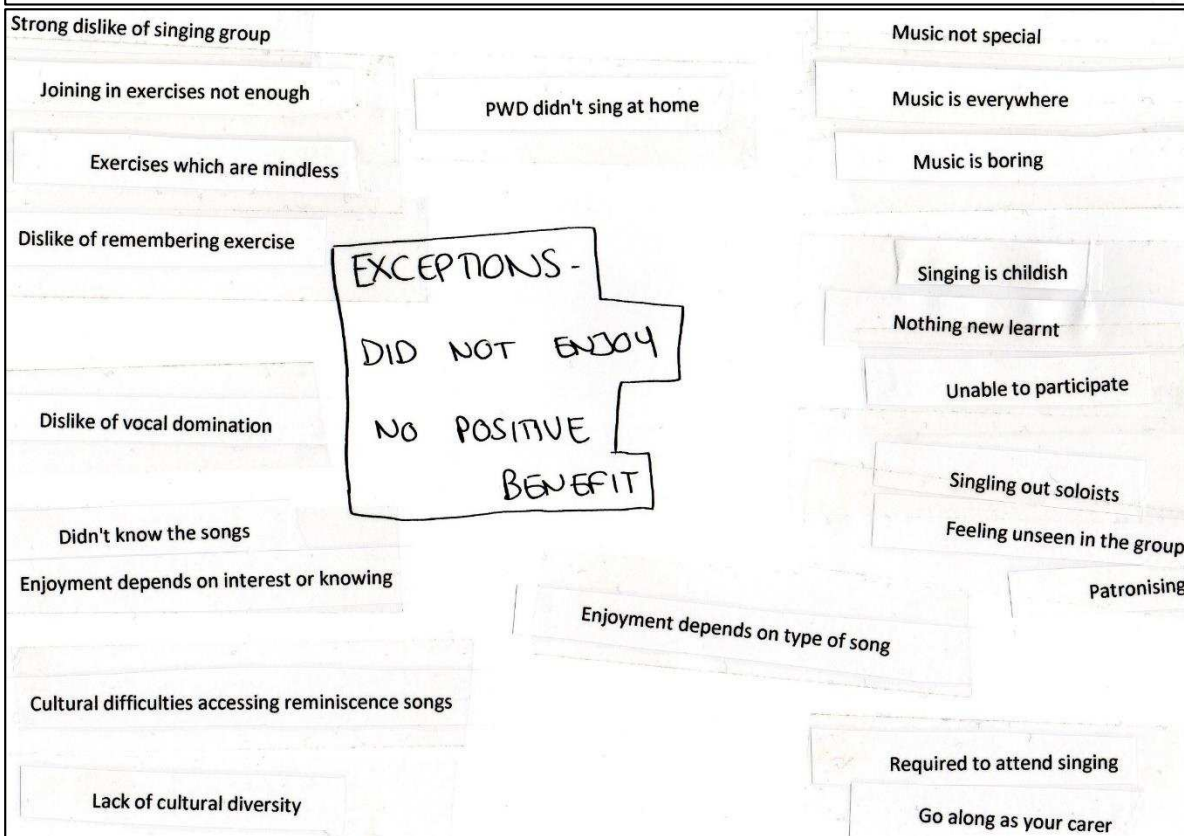 Strong dislike of singing group
Joining in exercises not enough
Exercises which are mindless
Dislike of remembering exercise
Dislike of vocal domination
Didn't know the songs
Enjoyment depends on interest or knowing
Cultural difficulties accessing reminiscence songs
Lack of cultural diversity
PWD didn't sing at home
EXCEPTIONS -
DID NOT ENJOY
NO POSITIVE
BENEFIT
Enjoyment depends on type of song
Music not special
Music is everywhere
Music is boring
Singing is childish
Nothing new learnt
Unable to participate
Singling out soloists
Feeling unseen in the group
Patronising
Required to attend singing
Go along as your carer